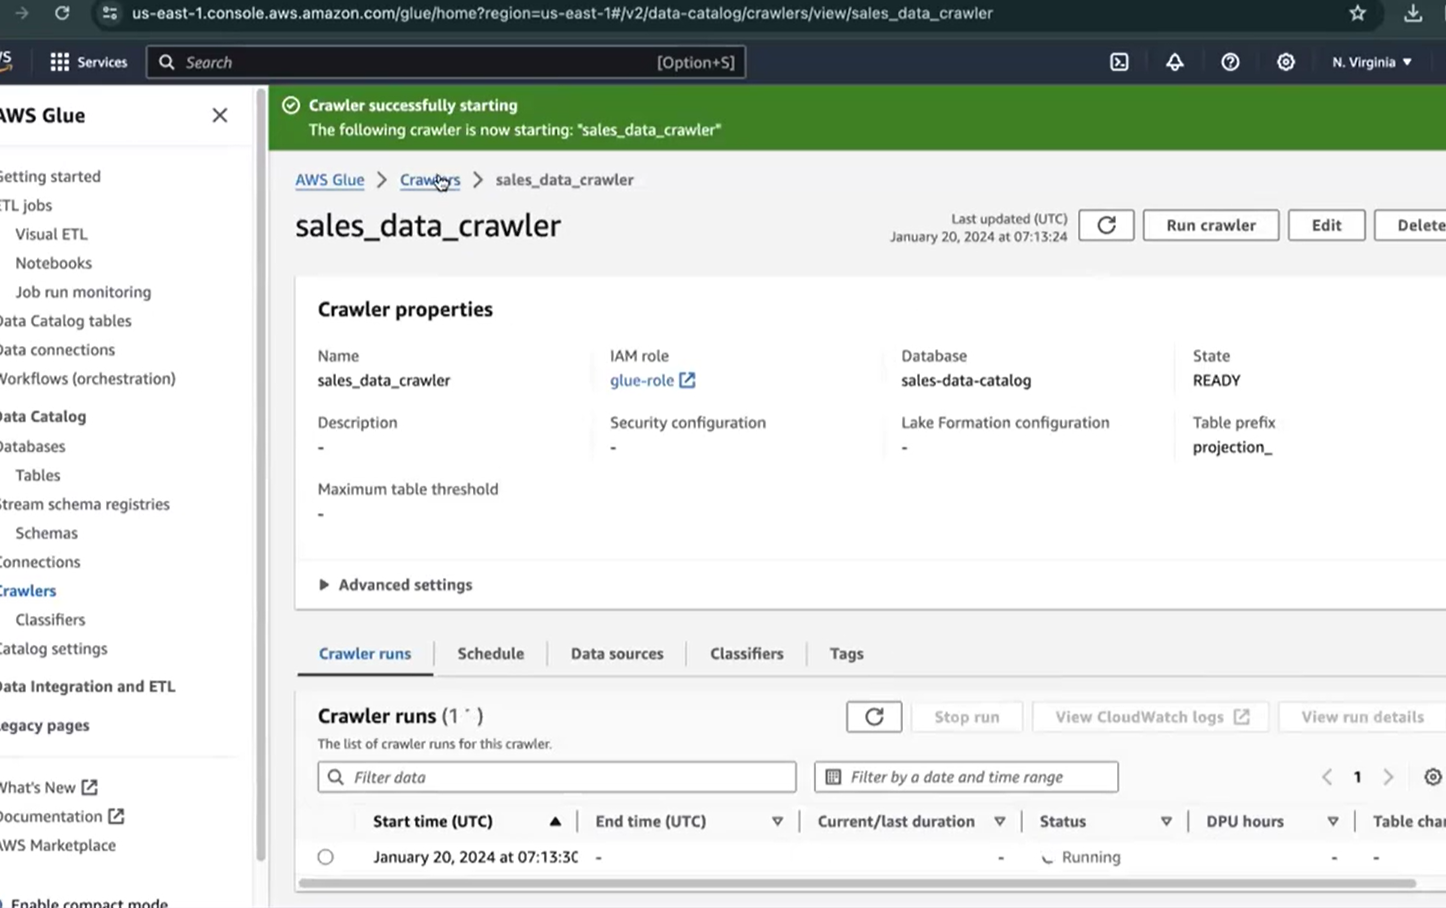 us-east-1.console.aws.amazon.com/glue/home?region=us-east-1#/v2/data-catalog/crawlers/view/sales_data_crawler
Services
Search
[Option+S]
N. Virginia
AWS Glue
Crawler successfully starting
The following crawler is now starting: "sales_data_crawler"
Getting started
ETL jobs
Visual ETL
Notebooks
Job run monitoring
Data Catalog tables
Data connections
Workflows (orchestration)
Data Catalog
Databases
Tables
Stream schema registries
Schemas
Connections
Crawlers
Classifiers
Catalog settings
Data Integration and ETL
Legacy pages
What's New
Documentation
AWS Marketplace
Enable compact mode
AWS Glue > Crawlers > sales_data_crawler
sales_data_crawler
Last updated (UTC)
January 20, 2024 at 07:13:24
Run crawler
Edit
Delete
Crawler properties
Name
sales_data_crawler
IAM role
glue-role
Database
sales-data-catalog
State
READY
Description
-
Security configuration
-
Lake Formation configuration
-
Table prefix
projection_
Maximum table threshold
-
Advanced settings
Crawler runs
Schedule
Data sources
Classifiers
Tags
Crawler runs (1 )
The list of crawler runs for this crawler.
Stop run
View CloudWatch logs
View run details
Filter data
Filter by a date and time range
1
Start time (UTC)
End time (UTC)
Current/last duration
Status
DPU hours
Table char
January 20, 2024 at 07:13:30
-
-
Running
-
-